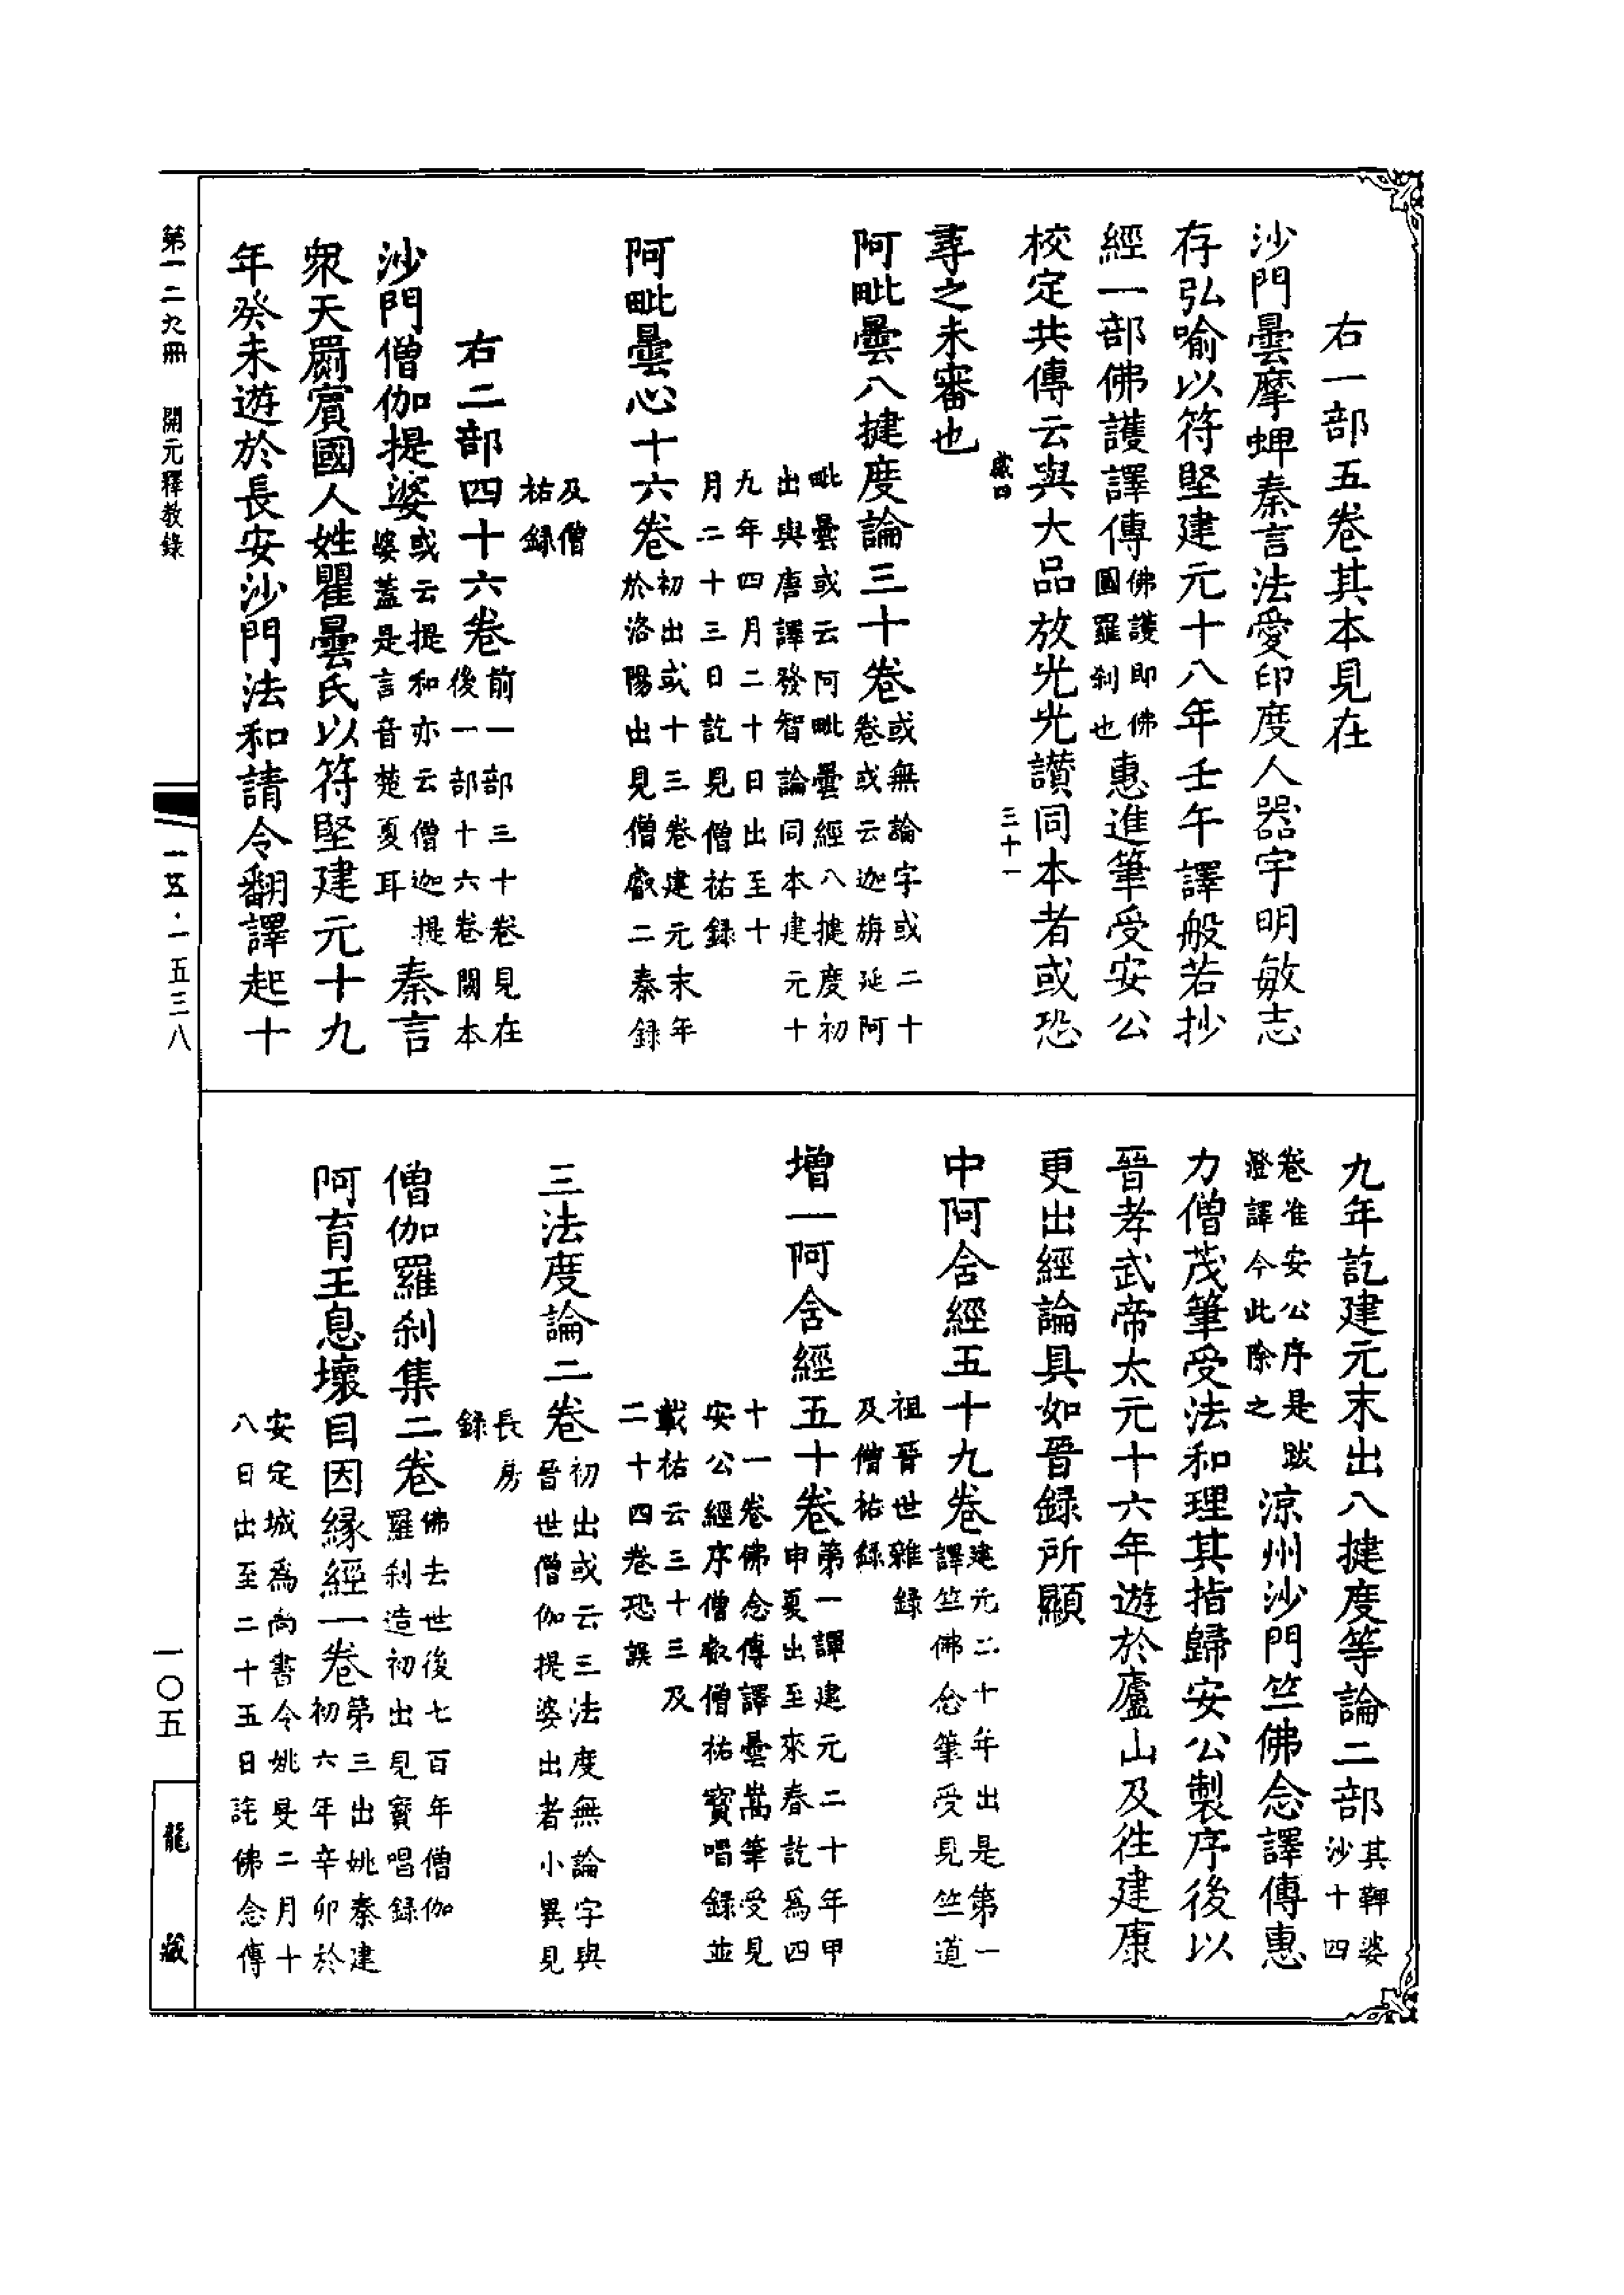 右一部五卷其本見在
沙門曇摩蜱秦言法愛印度人器宇明敏志
存弘喻以符堅建元十八年壬午譯般若抄
經一部佛護譯傳佛護即佛圖羅刹也惠進筆受安公
校定共傳云與大品放光光讚同本者或恐
三十一
尋之未審也
阿毗曇八揵度論三十卷或無論字或二十卷或云迦旃延阿
毗曇或云阿毗曇經八揵度初出與唐譯發智論同本建元十
九年四月二十日出至十月二十三日訖見僧祐錄
阿毗曇心十六卷初出或十三卷建元末年於洛陽出見僧叡二秦錄
及僧祐錄
右二部四十六卷前一部三十卷見在後一部十六卷闕本
沙門僧伽提婆或云提和亦云僧迦提婆蓋是言音楚夏耳秦言
衆天罽賓國人姓瞿曇氏以符堅建元十九
年癸未遊於長安沙門法和請令翻譯起十
九年訖建元末出八揵度等論二部其鞞婆沙十四
卷准安公序是跋澄譯今此除之涼州沙門竺佛念譯傳惠
力僧茂筆受法和理其指歸安公製序後以
晉孝武帝太元十六年遊於廬山及徃建康
更出經論具如晉録所顯
中阿含經五十九卷建元二十年出是第一譯竺佛念筆受見竺道
祖晉世雜録及僧祐錄
增一阿含經五十卷第一譯建元二十年甲申夏出至來春訖爲四
十一卷佛念傳譯曇嵩筆受見安公經序僧叡僧祐寳唱錄並
載祐云三十三及二十四卷恐誤
三法度論二卷初出或云三法度無論字與晉世僧伽提婆出者小異見
長房錄
僧伽羅刹集二卷佛去世後七百年僧伽羅刹造初出見寳唱錄
阿育王息壞目因緣經一卷第三出姚秦建初六年辛卯於
安定城爲尚書令姚旻二月十八日出至二十五日訖佛念傳
第一二九冊 開元釋教錄
一五五·一五三八
一〇五
龍藏